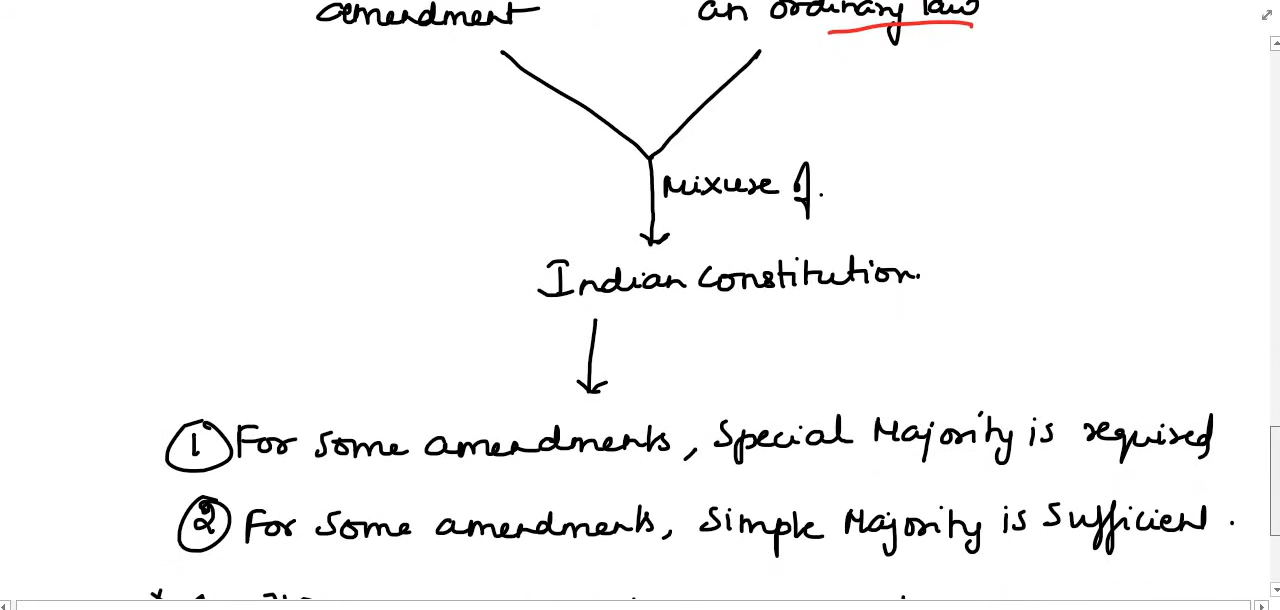 amendment an ordinary law
Mixure of.
Indian Constitution.
① For some amendments, Special Majority is required
② For some amendments, Simple Majority is sufficient.